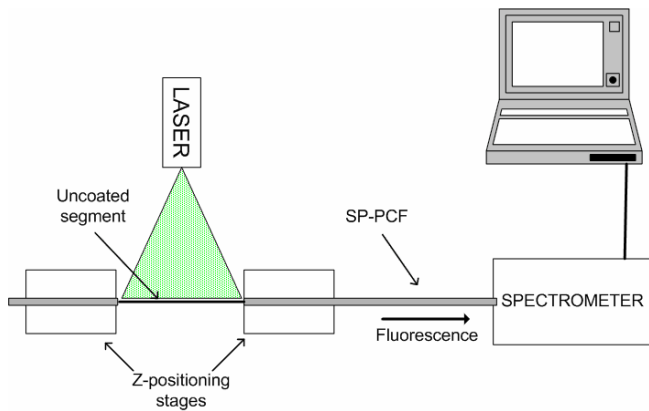 LASER
Uncoated
segment
SP-PCF
SPECTROMETER
Fluorescence
Z-positioning
stages